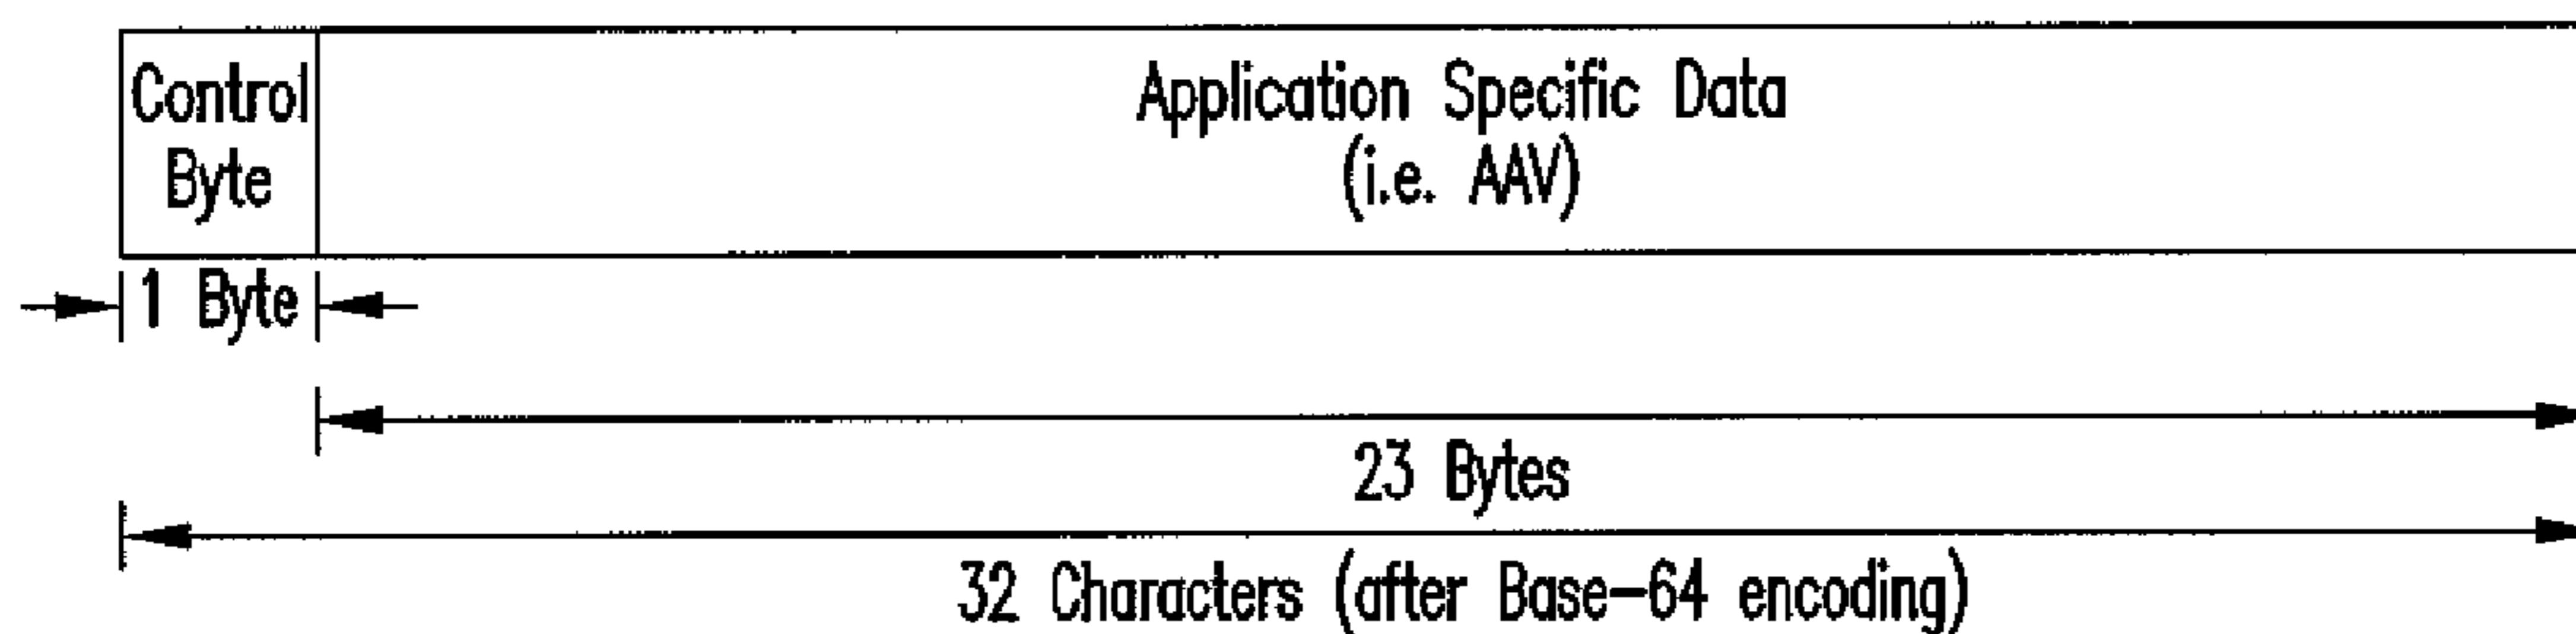 Control
Byte
Application Specific Data
(i.e. AAV)
1 Byte
23 Bytes
32 Characters (after Base-64 encoding)